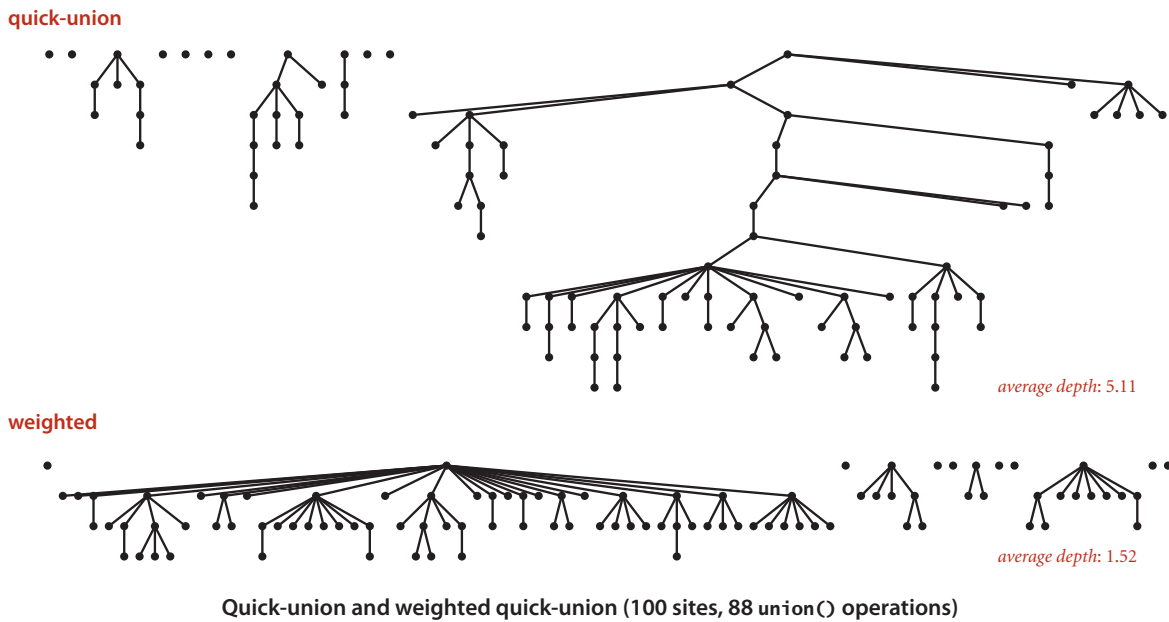 quick-union
average depth: 5.11
weighted
average depth: 1.52
Quick-union and weighted quick-union (100 sites, 88 union() operations)